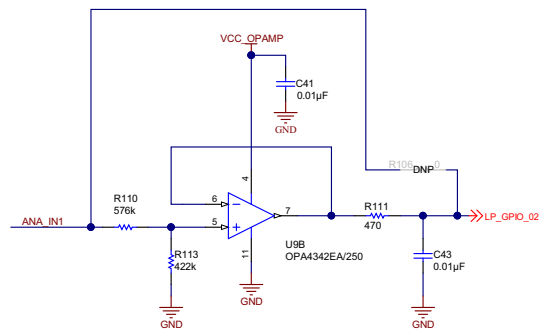 VCC_OPAMP
C41
0.01µF
GND
R106 0
DNP
4
6
7
5
11
R110
576k
R111
470
ANA_IN1
LP_GPIO_02
R113
422k
U9B
OPA4342EA/250
C43
0.01µF
GND
GND
GND